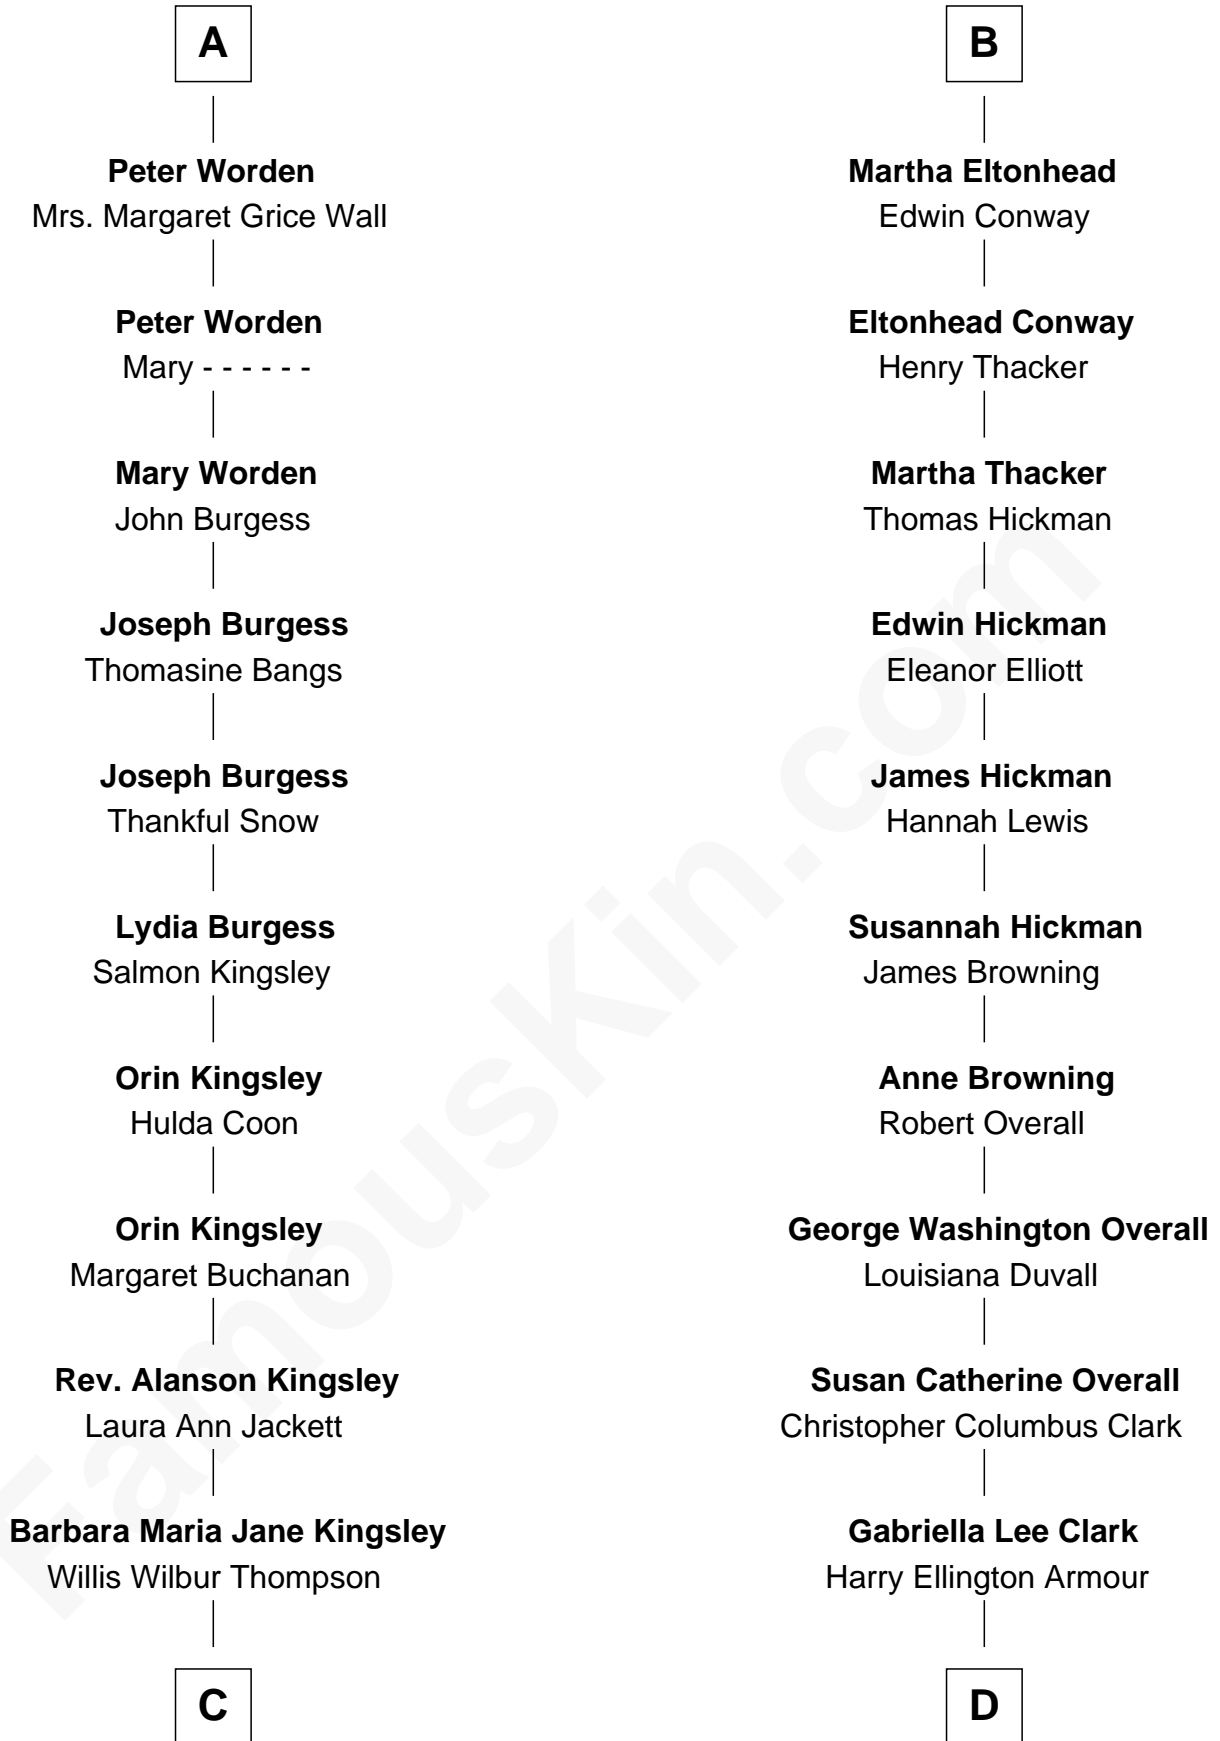 A
Peter Worden
Mrs. Margaret Grice Wall
Peter Worden
Mary - - - - - -
Mary Worden
John Burgess
Joseph Burgess
Thomasine Bangs
Joseph Burgess
Thankful Snow
Lydia Burgess
Salmon Kingsley
Orin Kingsley
Hulda Coon
Orin Kingsley
Margaret Buchanan
Rev. Alanson Kingsley
Laura Ann Jackett
Barbara Maria Jane Kingsley
Willis Wilbur Thompson
C
B
Martha Eltonhead
Edwin Conway
Eltonhead Conway
Henry Thacker
Martha Thacker
Thomas Hickman
Edwin Hickman
Eleanor Elliott
James Hickman
Hannah Lewis
Susannah Hickman
James Browning
Anne Browning
Robert Overall
George Washington Overall
Louisiana Duvall
Susan Catherine Overall
Christopher Columbus Clark
Gabriella Lee Clark
Harry Ellington Armour
D
FamousKin.com